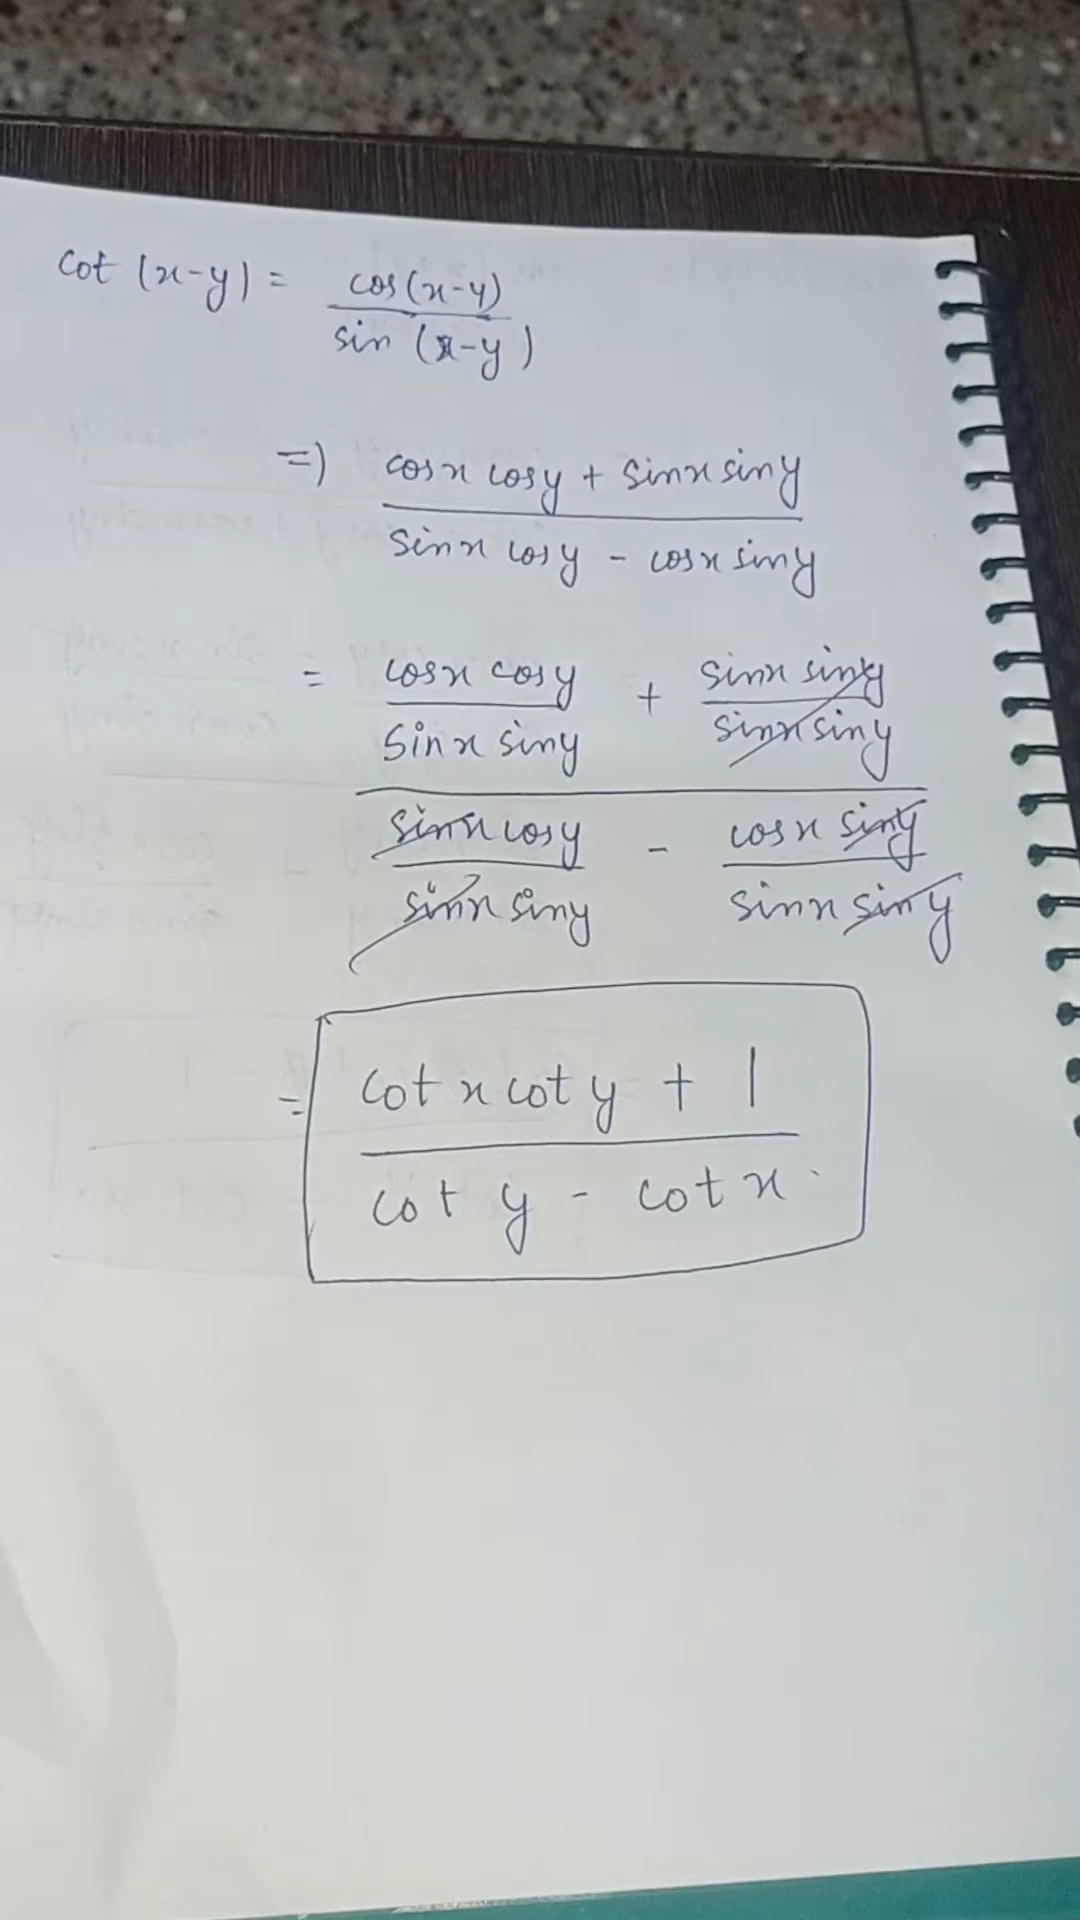 cot (x-y) = cos(x-y)
sin (x-y)
=) cosx cosy + sinx siny
sinx cosy - cosx siny
= cosx cosy + sinx siny
sinx siny sinx siny
sinx cosy - cosx siny
sinx siny sinx siny
= cot x cot y + 1
cot y - cot x